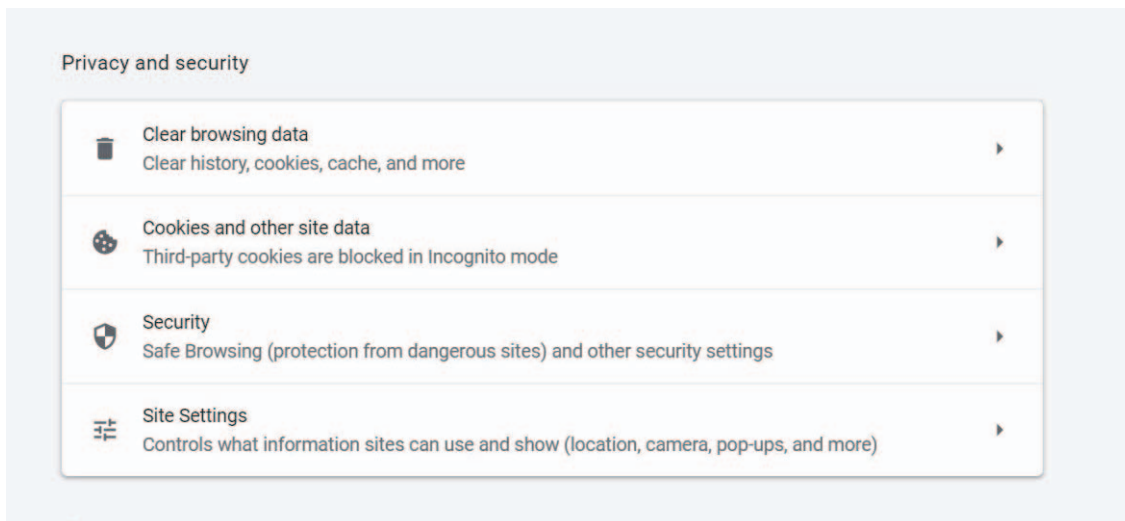 Privacy and security
Clear browsing data
Clear history, cookies, cache, and more
Cookies and other site data
Third-party cookies are blocked in Incognito mode
Security
Safe Browsing (protection from dangerous sites) and other security settings
Site Settings
Controls what information sites can use and show (location, camera, pop-ups, and more)